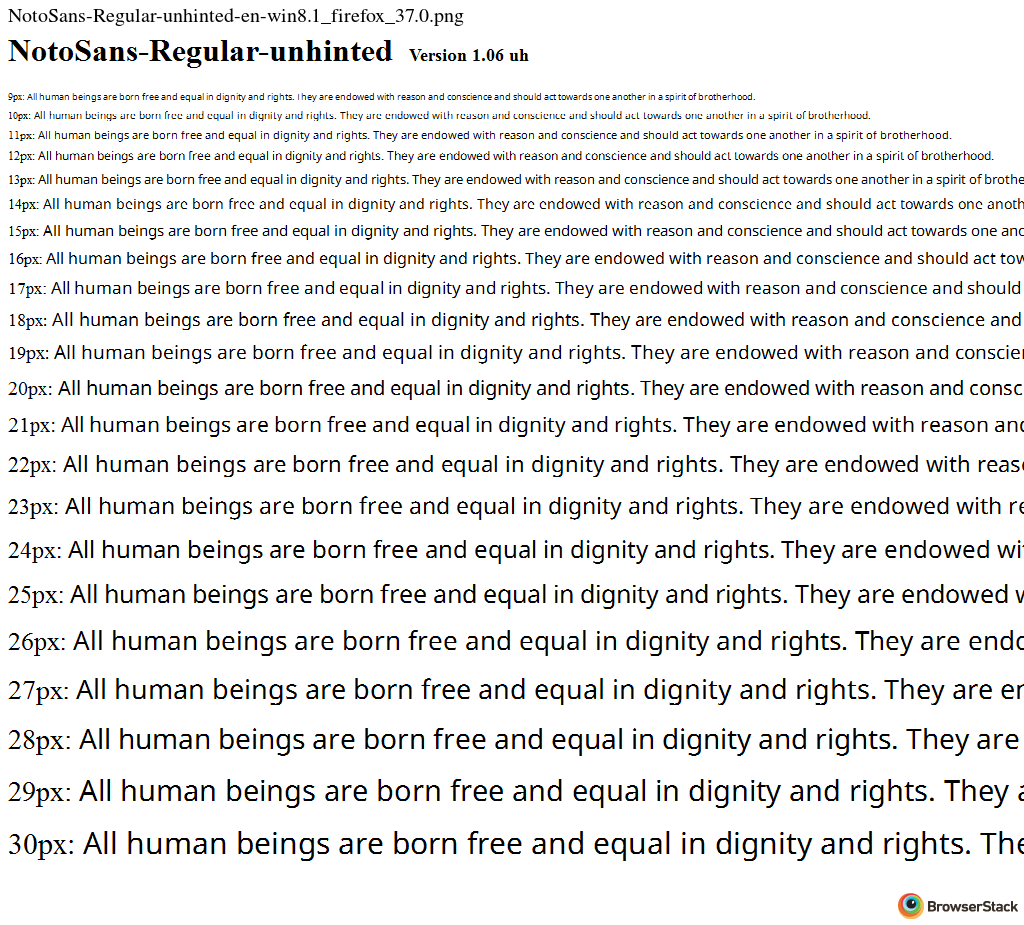 NotoSans-Regular-unhinted-en-win8.1_firefox_37.0.png
NotoSans-Regular-unhinted Version 1.06 uh
9px: All human beings are born free and equal in dignity and rights. They are endowed with reason and conscience and should act towards one another in a spirit of brotherhood.
10px: All human beings are born free and equal in dignity and rights. They are endowed with reason and conscience and should act towards one another in a spirit of brotherhood.
11px: All human beings are born free and equal in dignity and rights. They are endowed with reason and conscience and should act towards one another in a spirit of brotherhood.
12px: All human beings are born free and equal in dignity and rights. They are endowed with reason and conscience and should act towards one another in a spirit of brotherhood.
13px: All human beings are born free and equal in dignity and rights. They are endowed with reason and conscience and should act towards one another in a spirit of brothe
14px: All human beings are born free and equal in dignity and rights. They are endowed with reason and conscience and should act towards one anoth
15px: All human beings are born free and equal in dignity and rights. They are endowed with reason and conscience and should act towards one ano
16px: All human beings are born free and equal in dignity and rights. They are endowed with reason and conscience and should act tow
17px: All human beings are born free and equal in dignity and rights. They are endowed with reason and conscience and should
18px: All human beings are born free and equal in dignity and rights. They are endowed with reason and conscience and
19px: All human beings are born free and equal in dignity and rights. They are endowed with reason and conscien
20px: All human beings are born free and equal in dignity and rights. They are endowed with reason and consc
21px: All human beings are born free and equal in dignity and rights. They are endowed with reason and
22px: All human beings are born free and equal in dignity and rights. They are endowed with reas
23px: All human beings are born free and equal in dignity and rights. They are endowed with re
24px: All human beings are born free and equal in dignity and rights. They are endowed wi
25px: All human beings are born free and equal in dignity and rights. They are endowed w
26px: All human beings are born free and equal in dignity and rights. They are endo
27px: All human beings are born free and equal in dignity and rights. They are en
28px: All human beings are born free and equal in dignity and rights. They are
29px: All human beings are born free and equal in dignity and rights. They a
30px: All human beings are born free and equal in dignity and rights. The
BrowserStack